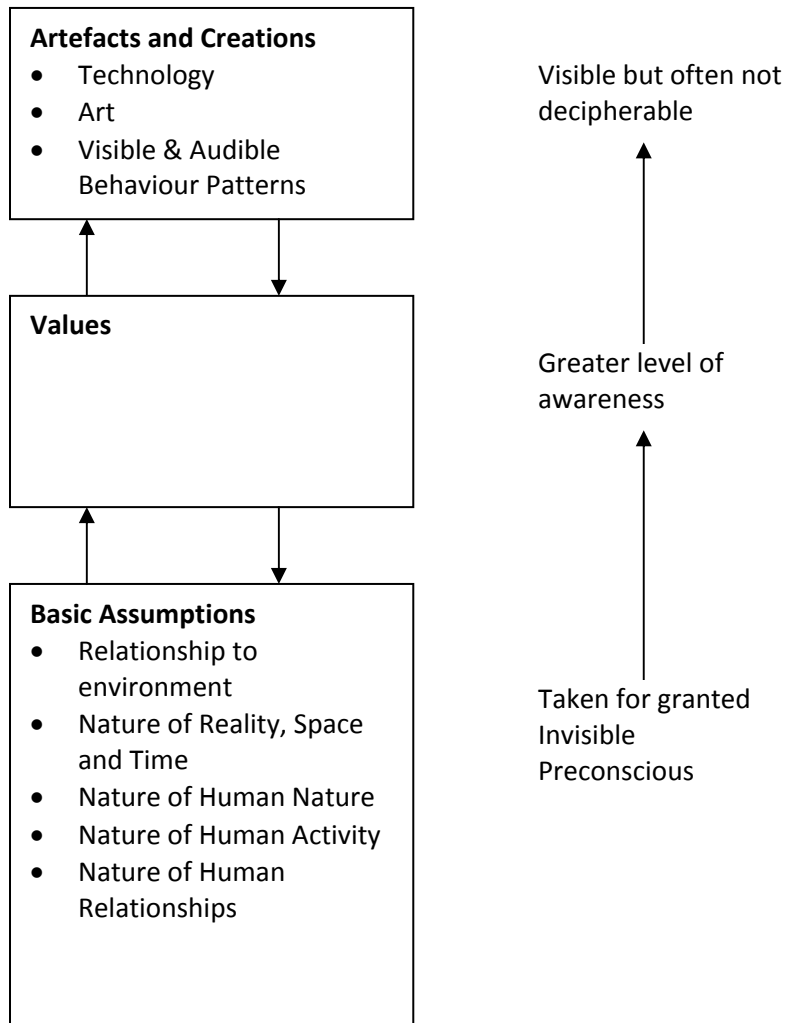 Artefacts and Creations
• Technology
• Art
• Visible & Audible
Behaviour Patterns
Visible but often not
decipherable
Values
Greater level of
awareness
Basic Assumptions
• Relationship to
environment
• Nature of Reality, Space
and Time
• Nature of Human Nature
• Nature of Human Activity
• Nature of Human
Relationships
Taken for granted
Invisible
Preconscious